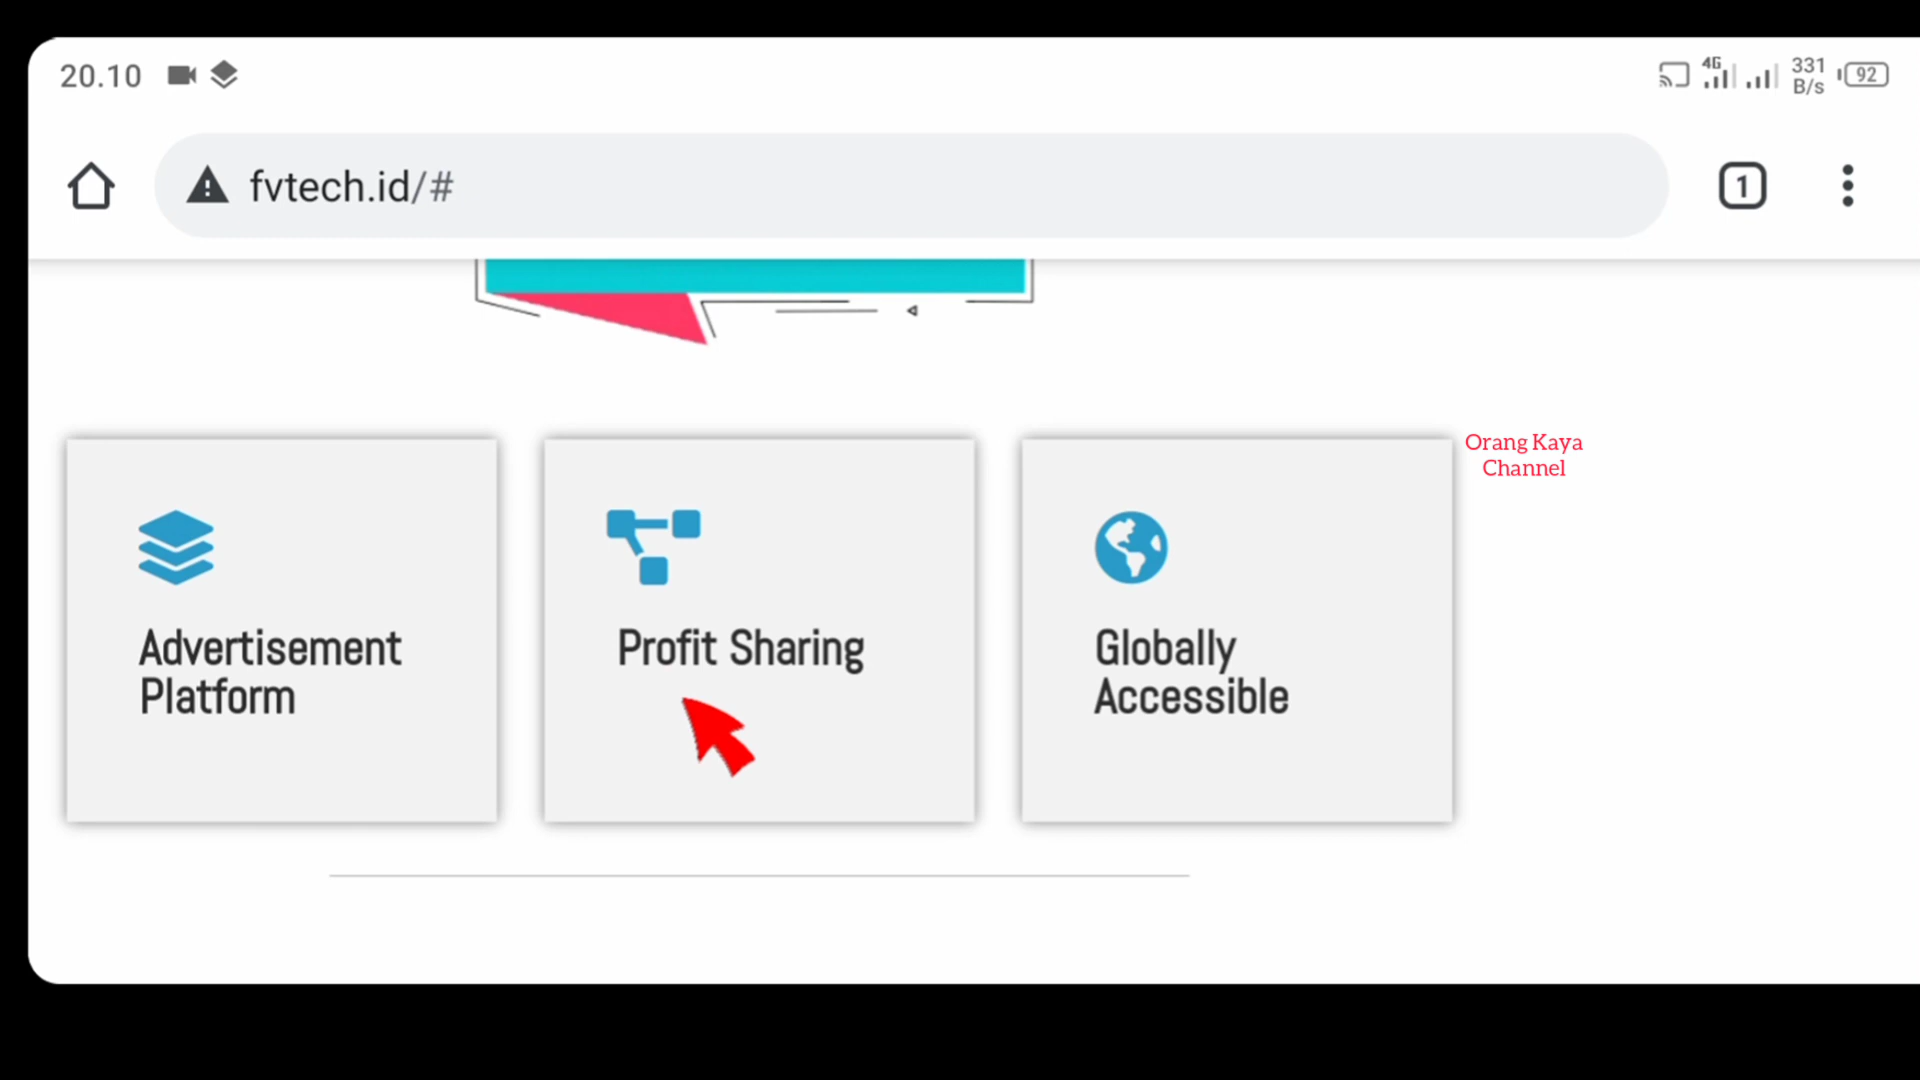 20.10
4G
331
B/s
92
fvtech.id/#
1
Orang Kaya
Channel
Advertisement
Platform
Profit Sharing
Globally
Accessible